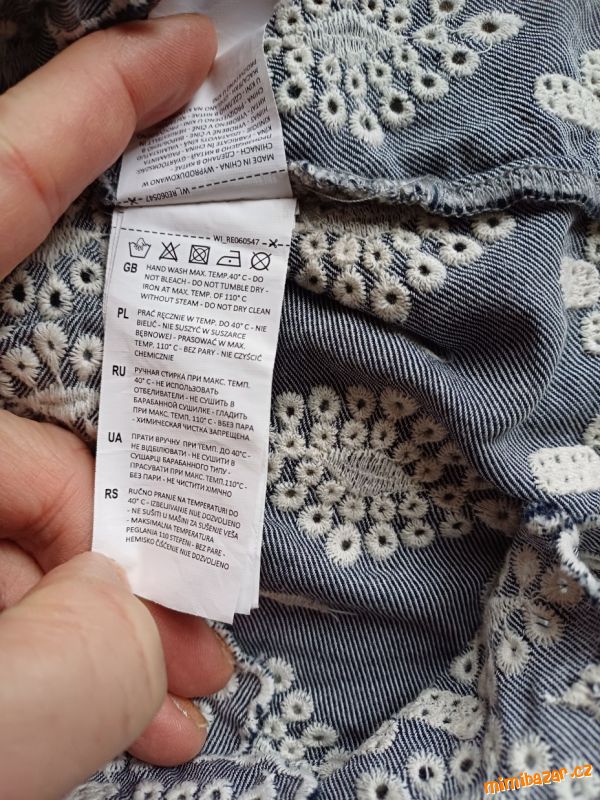 MADE IN CHINA - WYPRODUKOWANO W
CHINACH - СДЕЛАНО В КИТАЕ
WI_RE060547
WI_RE060547
GB HAND WASH MAX. TEMP.40° C - DO
NOT BLEACH - DO NOT TUMBLE DRY -
IRON AT MAX. TEMP. OF 110° C
WITHOUT STEAM - DO NOT DRY CLEAN
PL PRAĆ RĘCZNIE W TEMP. DO 40° C - NIE
BIELIĆ - NIE SUSZYĆ W SUSZARCE
BĘBNOWEJ - PRASOWAĆ W MAX.
TEMP. 110° C - BEZ PARY - NIE CZYŚCIĆ
CHEMICZNIE
RU РУЧНАЯ СТИРКА ПРИ МАКС. ТЕМП.
40° C - НЕ ИСПОЛЬЗОВАТЬ
ОТБЕЛИВАТЕЛИ - НЕ СУШИТЬ В
БАРАБАННОЙ СУШИЛКЕ - ГЛАДИТЬ
ПРИ МАКС. ТЕМП. 110° C - ВБЕЗ ПАРА
- ХИМИЧЕСКАЯ ЧИСТКА ЗАПРЕЩЕНА
UA ПРАТИ ВРУЧНУ ПРИ ТЕМП. ДО 40° C -
НЕ ВІДБІЛЮВАТИ - НЕ СУШИТИ В
СУШАРЦІ БАРАБАННОГО ТИПУ -
ПРАСУВАТИ ПРИ МАКС. ТЕМП.110°C -
БЕЗ ПАРИ - НЕ ЧИСТИТИ ХІМІЧНО
RS RUČNO PRANJE NA TEMPERATURI DO
40° C - IZBELJIVANJE NIJE DOZVOLJENO
- NE SUŠITI U MAŠINI ZA SUŠENJE VEŠA
- MAKSIMALNA TEMPERATURA
PEGLANJA 110 STEPENI - BEZ PARE -
HEMISKO ČIŠĆENJE NIJE DOZVOLJENO
mimibazar.cz